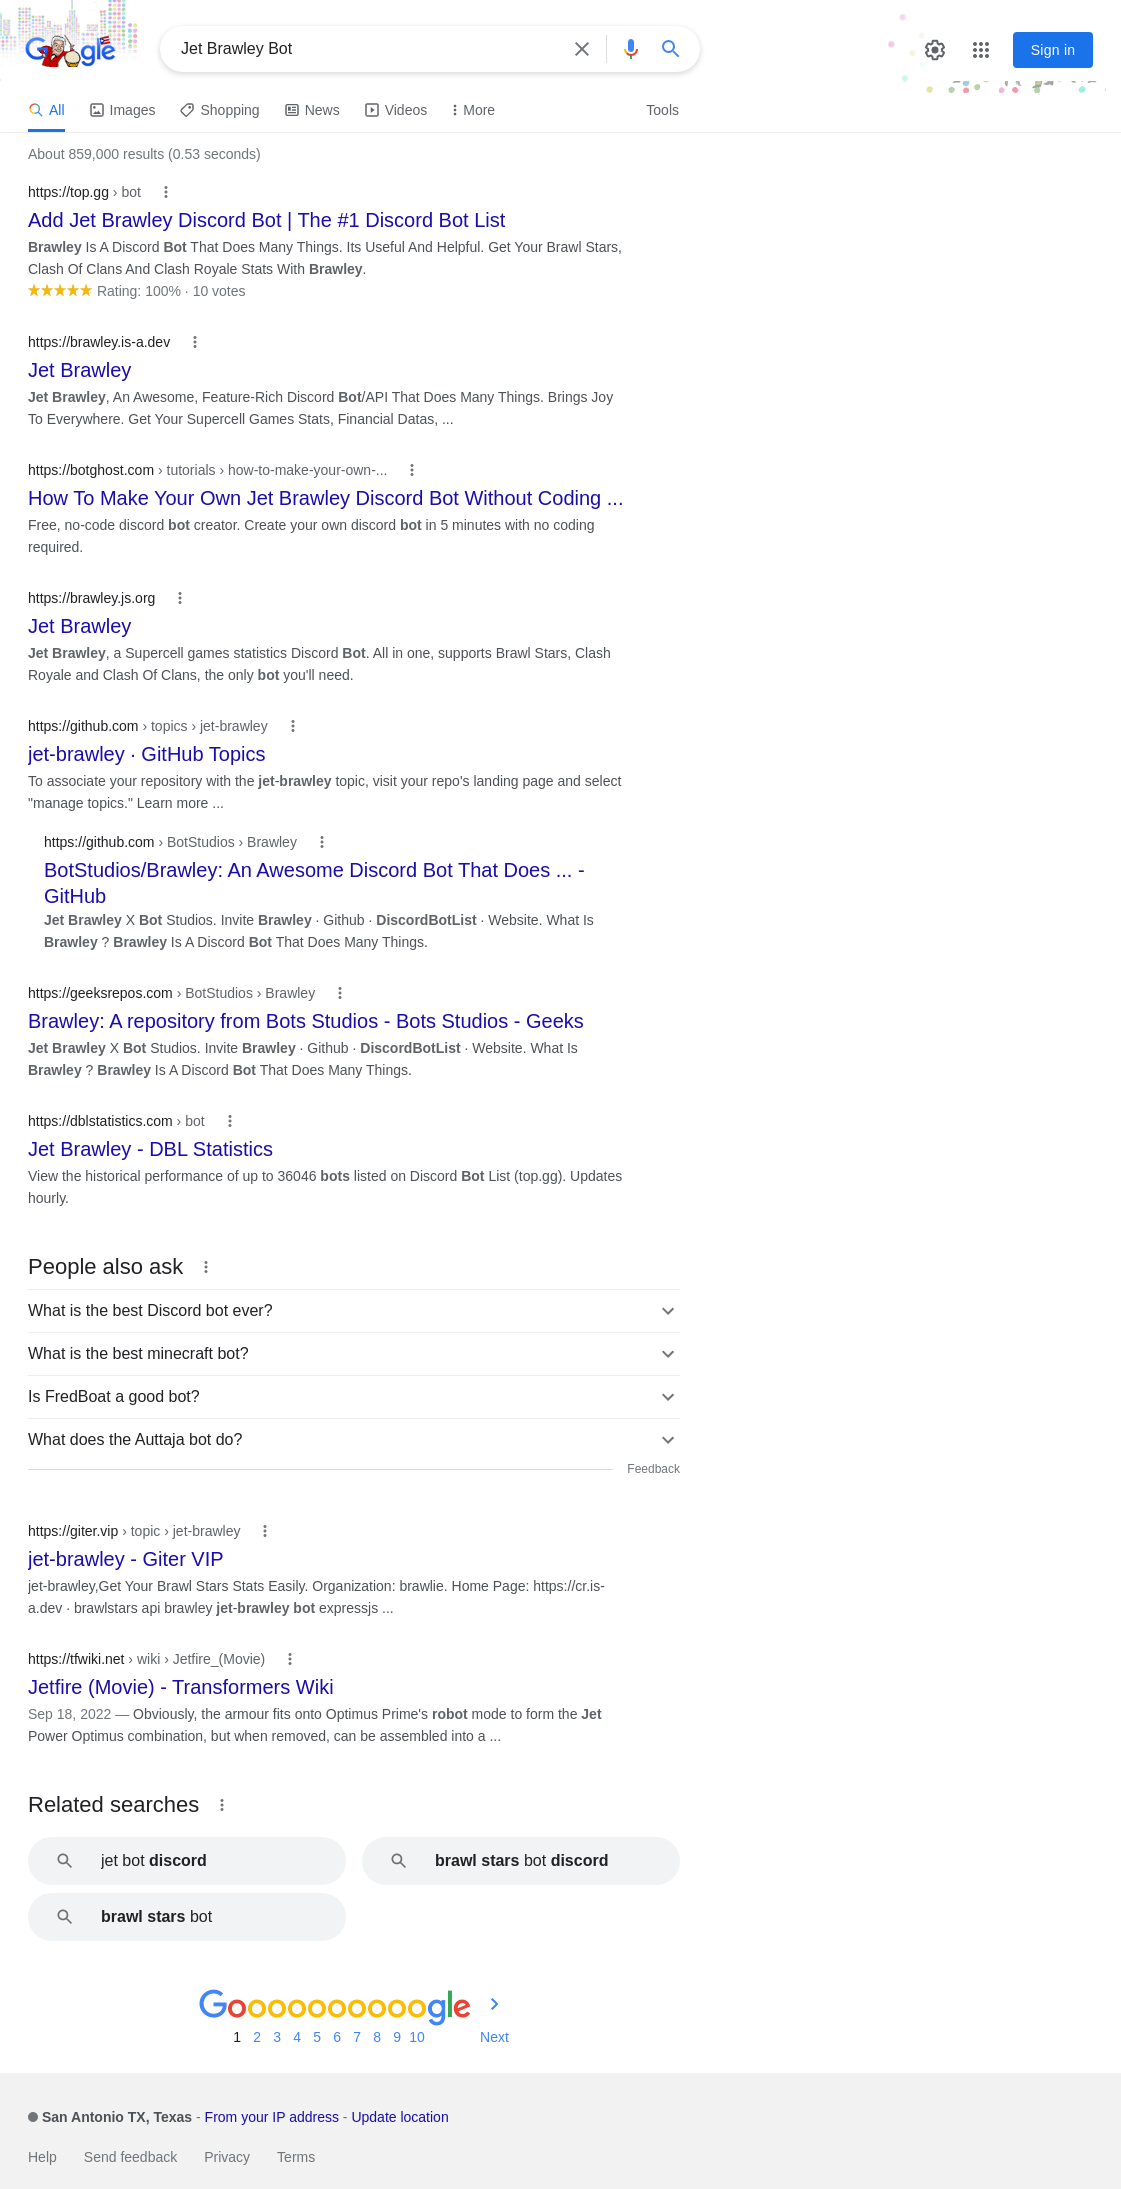 Google
Jet Brawley Bot
Sign in
All
Images
Shopping
News
Videos
More
Tools
About 859,000 results (0.53 seconds)
https://top.gg › bot
Add Jet Brawley Discord Bot | The #1 Discord Bot List
Brawley Is A Discord Bot That Does Many Things. Its Useful And Helpful. Get Your Brawl Stars,
Clash Of Clans And Clash Royale Stats With Brawley.
Rating: 100% · 10 votes
https://brawley.is-a.dev
Jet Brawley
Jet Brawley, An Awesome, Feature-Rich Discord Bot/API That Does Many Things. Brings Joy
To Everywhere. Get Your Supercell Games Stats, Financial Datas, ...
https://botghost.com › tutorials › how-to-make-your-own-...
How To Make Your Own Jet Brawley Discord Bot Without Coding ...
Free, no-code discord bot creator. Create your own discord bot in 5 minutes with no coding
required.
https://brawley.js.org
Jet Brawley
Jet Brawley, a Supercell games statistics Discord Bot. All in one, supports Brawl Stars, Clash
Royale and Clash Of Clans, the only bot you'll need.
https://github.com › topics › jet-brawley
jet-brawley · GitHub Topics
To associate your repository with the jet-brawley topic, visit your repo's landing page and select
"manage topics." Learn more ...
https://github.com › BotStudios › Brawley
BotStudios/Brawley: An Awesome Discord Bot That Does ... -
GitHub
Jet Brawley X Bot Studios. Invite Brawley · Github · DiscordBotList · Website. What Is
Brawley ? Brawley Is A Discord Bot That Does Many Things.
https://geeksrepos.com › BotStudios › Brawley
Brawley: A repository from Bots Studios - Bots Studios - Geeks
Jet Brawley X Bot Studios. Invite Brawley · Github · DiscordBotList · Website. What Is
Brawley ? Brawley Is A Discord Bot That Does Many Things.
https://dblstatistics.com › bot
Jet Brawley - DBL Statistics
View the historical performance of up to 36046 bots listed on Discord Bot List (top.gg). Updates
hourly.
People also ask
What is the best Discord bot ever?
What is the best minecraft bot?
Is FredBoat a good bot?
What does the Auttaja bot do?
Feedback
https://giter.vip › topic › jet-brawley
jet-brawley - Giter VIP
jet-brawley,Get Your Brawl Stars Stats Easily. Organization: brawlie. Home Page: https://cr.is-
a.dev · brawlstars api brawley jet-brawley bot expressjs ...
https://tfwiki.net › wiki › Jetfire_(Movie)
Jetfire (Movie) - Transformers Wiki
Sep 18, 2022 — Obviously, the armour fits onto Optimus Prime's robot mode to form the Jet
Power Optimus combination, but when removed, can be assembled into a ...
Related searches
jet bot discord
brawl stars bot discord
brawl stars bot
Goooooooooogle
1 2 3 4 5 6 7 8 9 10 Next
San Antonio TX, Texas - From your IP address - Update location
Help Send feedback Privacy Terms